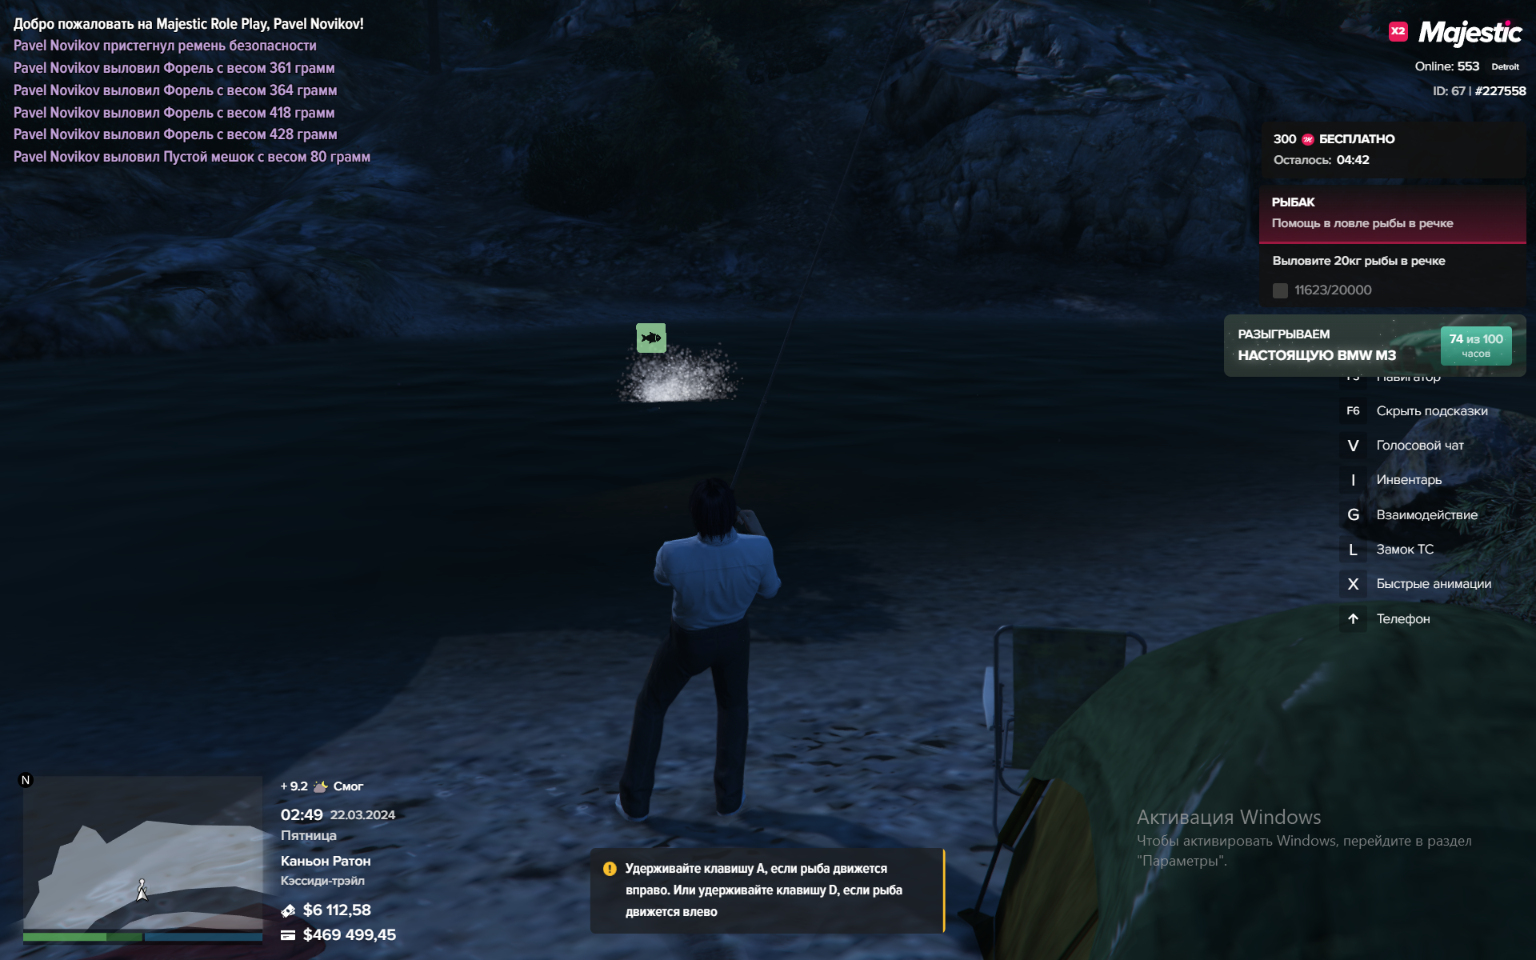 Добро пожаловать на Majestic Role Play, Pavel Novikov!
Pavel Novikov пристегнул ремень безопасности
Pavel Novikov выловил Форель с весом 361 грамм
Pavel Novikov выловил Форель с весом 364 грамм
Pavel Novikov выловил Форель с весом 418 грамм
Pavel Novikov выловил Форель с весом 428 грамм
Pavel Novikov выловил Пустой мешок с весом 80 грамм
X2 Majestic
Online: 553 Detroit
ID: 67 | #227558
300 БЕСПЛАТНО
Осталось: 04:42
РЫБАК
Помощь в ловле рыбы в речке
Выловите 20кг рыбы в речке
11623/20000
РАЗЫГРЫВАЕМ
НАСТОЯЩУЮ BMW M3
74 из 100
часов
Навигатор
F6 Скрыть подсказки
V Голосовой чат
I Инвентарь
G Взаимодействие
L Замок ТС
X Быстрые анимации
↑ Телефон
N
+ 9.2 Смог
02:49 22.03.2024
Пятница
Каньон Ратон
Кэссиди-трэйл
$6 112,58
$469 499,45
Удерживайте клавишу A, если рыба движется
вправо. Или удерживайте клавишу D, если рыба
движется влево
Активация Windows
Чтобы активировать Windows, перейдите в раздел
"Параметры".